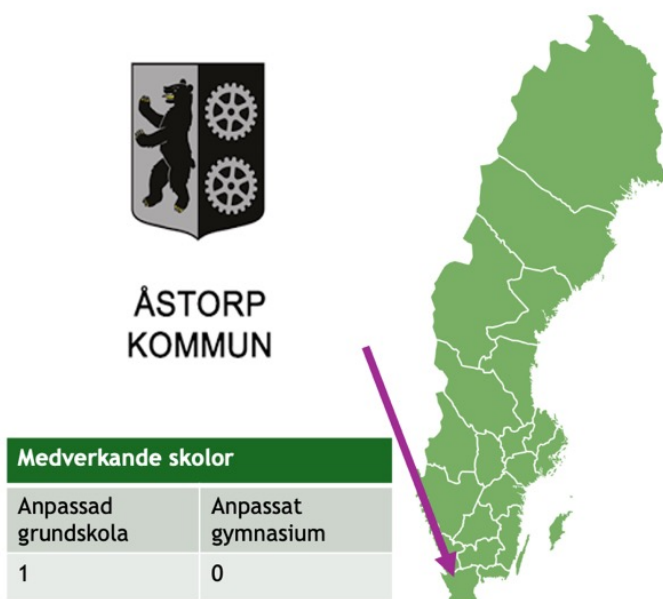 ÅSTORP
KOMMUN
Medverkande skolor
Anpassad
grundskola
Anpassat
gymnasium
1
0